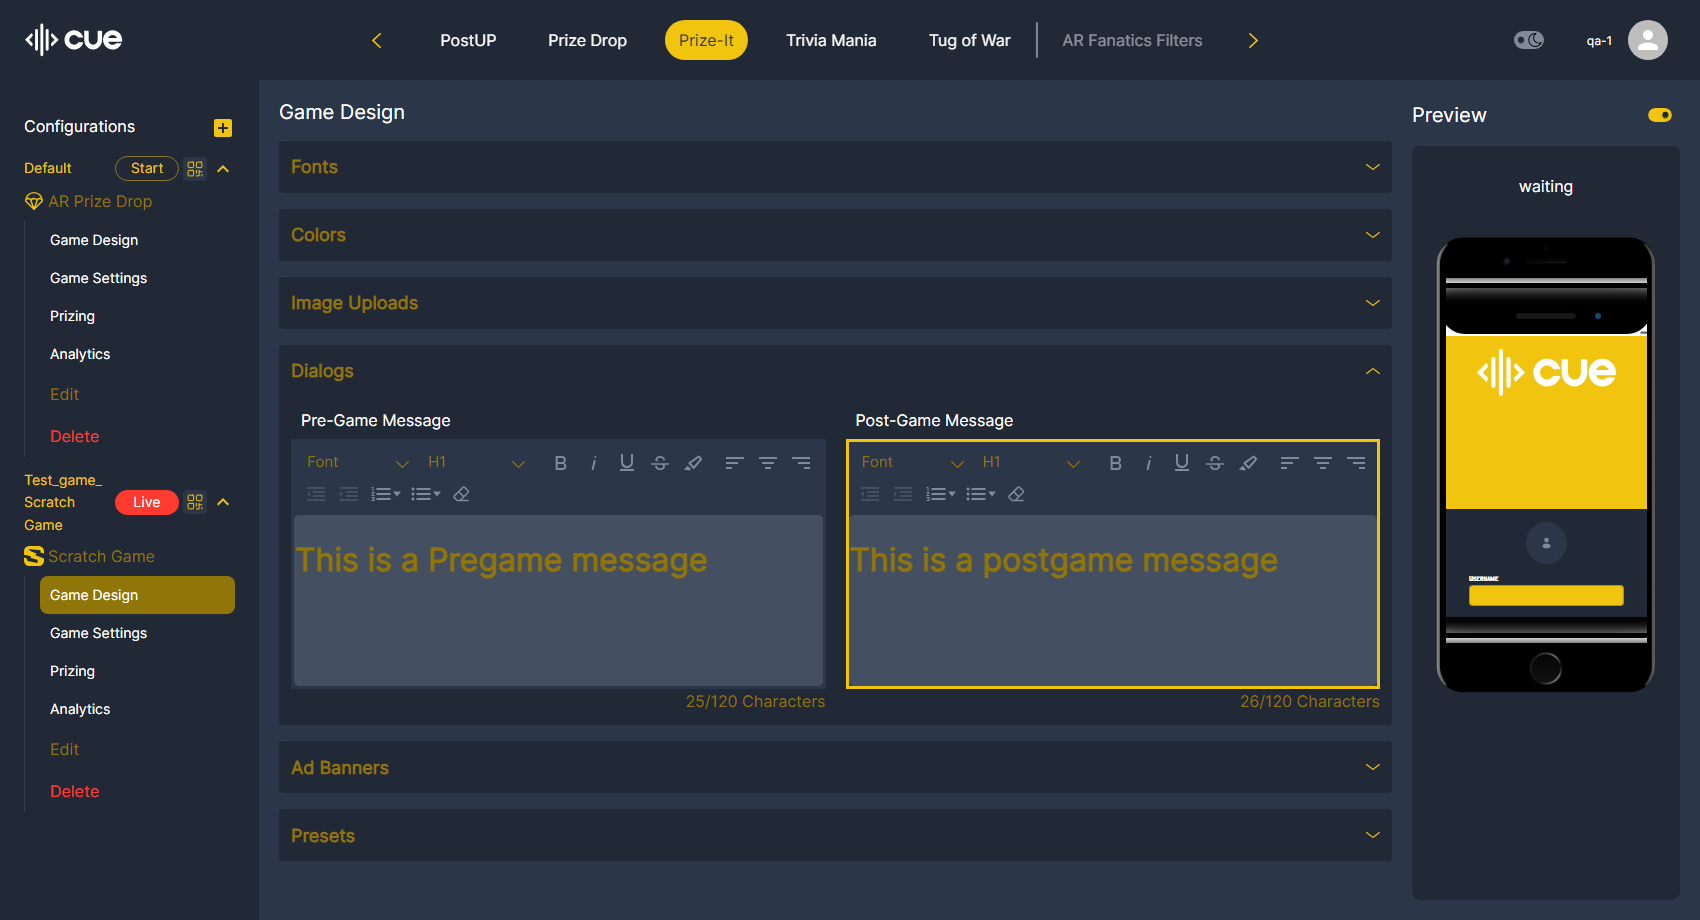 cue
PostUP
Prize Drop
Prize-It
Trivia Mania
Tug of War
AR Fanatics Filters
qa-1
Configurations
Default
Start
AR Prize Drop
Game Design
Game Settings
Prizing
Analytics
Edit
Delete
Test_game_
Scratch
Game
Live
Scratch Game
Game Design
Game Settings
Prizing
Analytics
Edit
Delete
Game Design
Fonts
Colors
Image Uploads
Dialogs
Pre-Game Message
Font
H1
B
i
U
S
This is a Pregame message
25/120 Characters
Post-Game Message
Font
H1
B
i
U
S
This is a postgame message
26/120 Characters
Ad Banners
Presets
Preview
waiting
cue
USERNAME